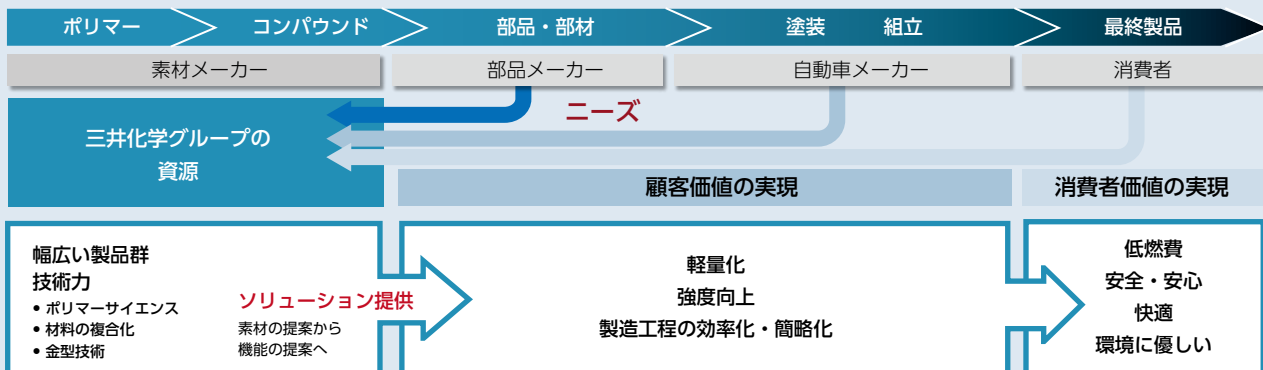 ポリマー コンパウンド 部品・部材 塗装 組立 最終製品
素材メーカー 部品メーカー 自動車メーカー 消費者
ニーズ
三井化学グループの
資源
顧客価値の実現 消費者価値の実現
幅広い製品群
技術力
• ポリマーサイエンス
• 材料の複合化
• 金型技術
ソリューション提供
素材の提案から
機能の提案へ
軽量化
強度向上
製造工程の効率化・簡略化
低燃費
安全・安心
快適
環境に優しい